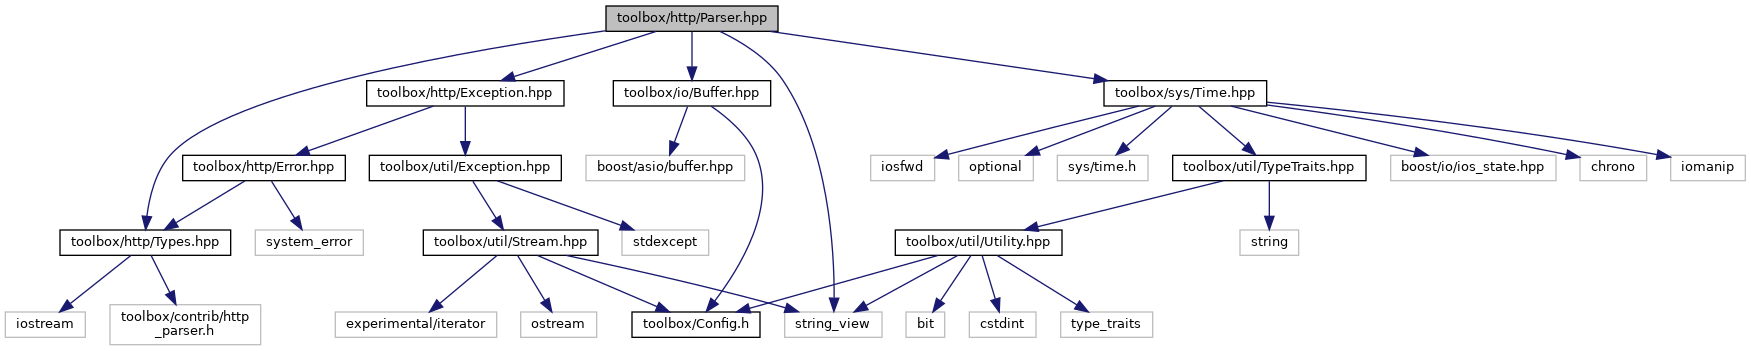 toolbox/http/Parser.hpp
toolbox/http/Exception.hpp
toolbox/io/Buffer.hpp
toolbox/sys/Time.hpp
toolbox/http/Error.hpp
toolbox/util/Exception.hpp
boost/asio/buffer.hpp
iosfwd
optional
sys/time.h
toolbox/util/TypeTraits.hpp
boost/io/ios_state.hpp
chrono
iomanip
toolbox/http/Types.hpp
system_error
toolbox/util/Stream.hpp
stdexcept
toolbox/util/Utility.hpp
string
iostream
toolbox/contrib/http
_parser.h
experimental/iterator
ostream
toolbox/Config.h
string_view
bit
cstdint
type_traits